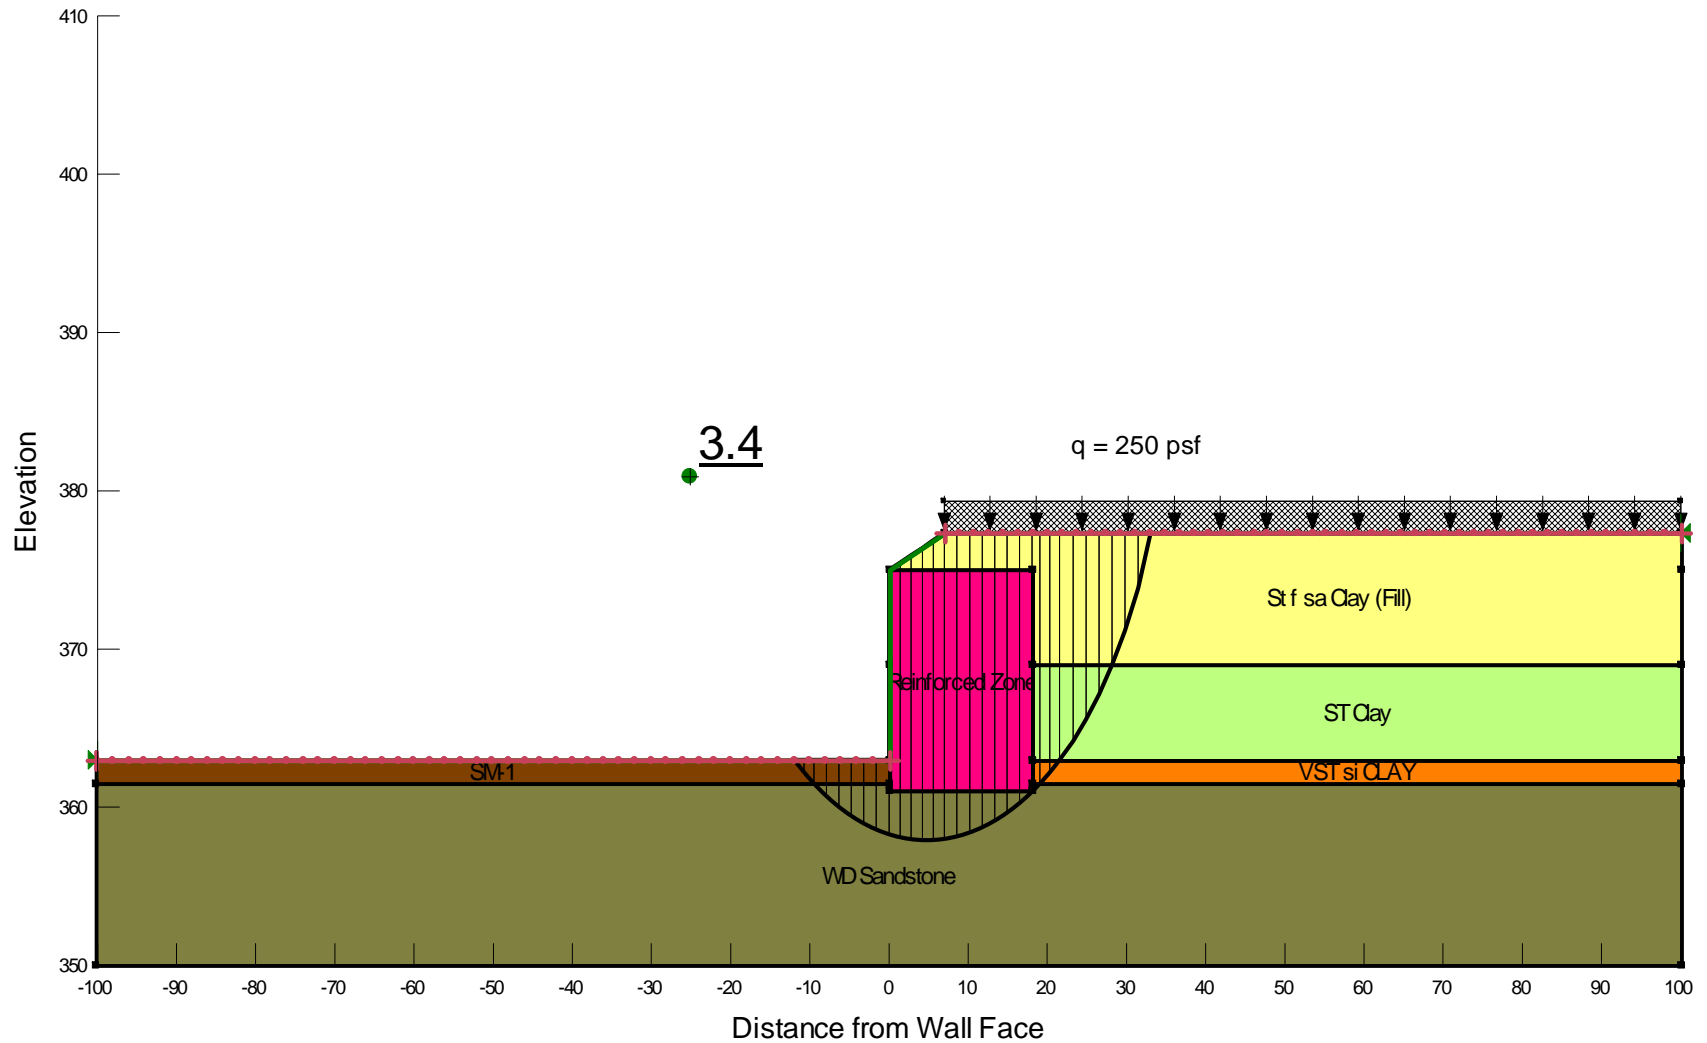 410
400
390
380
370
360
350
Elevation
3.4
q = 250 psf
St f sa Clay (Fill)
Reinforced Zone
ST Clay
SM-1
VST si CLAY
WD Sandstone
-100 -90 -80 -70 -60 -50 -40 -30 -20 -10 0 10 20 30 40 50 60 70 80 90 100
Distance from Wall Face